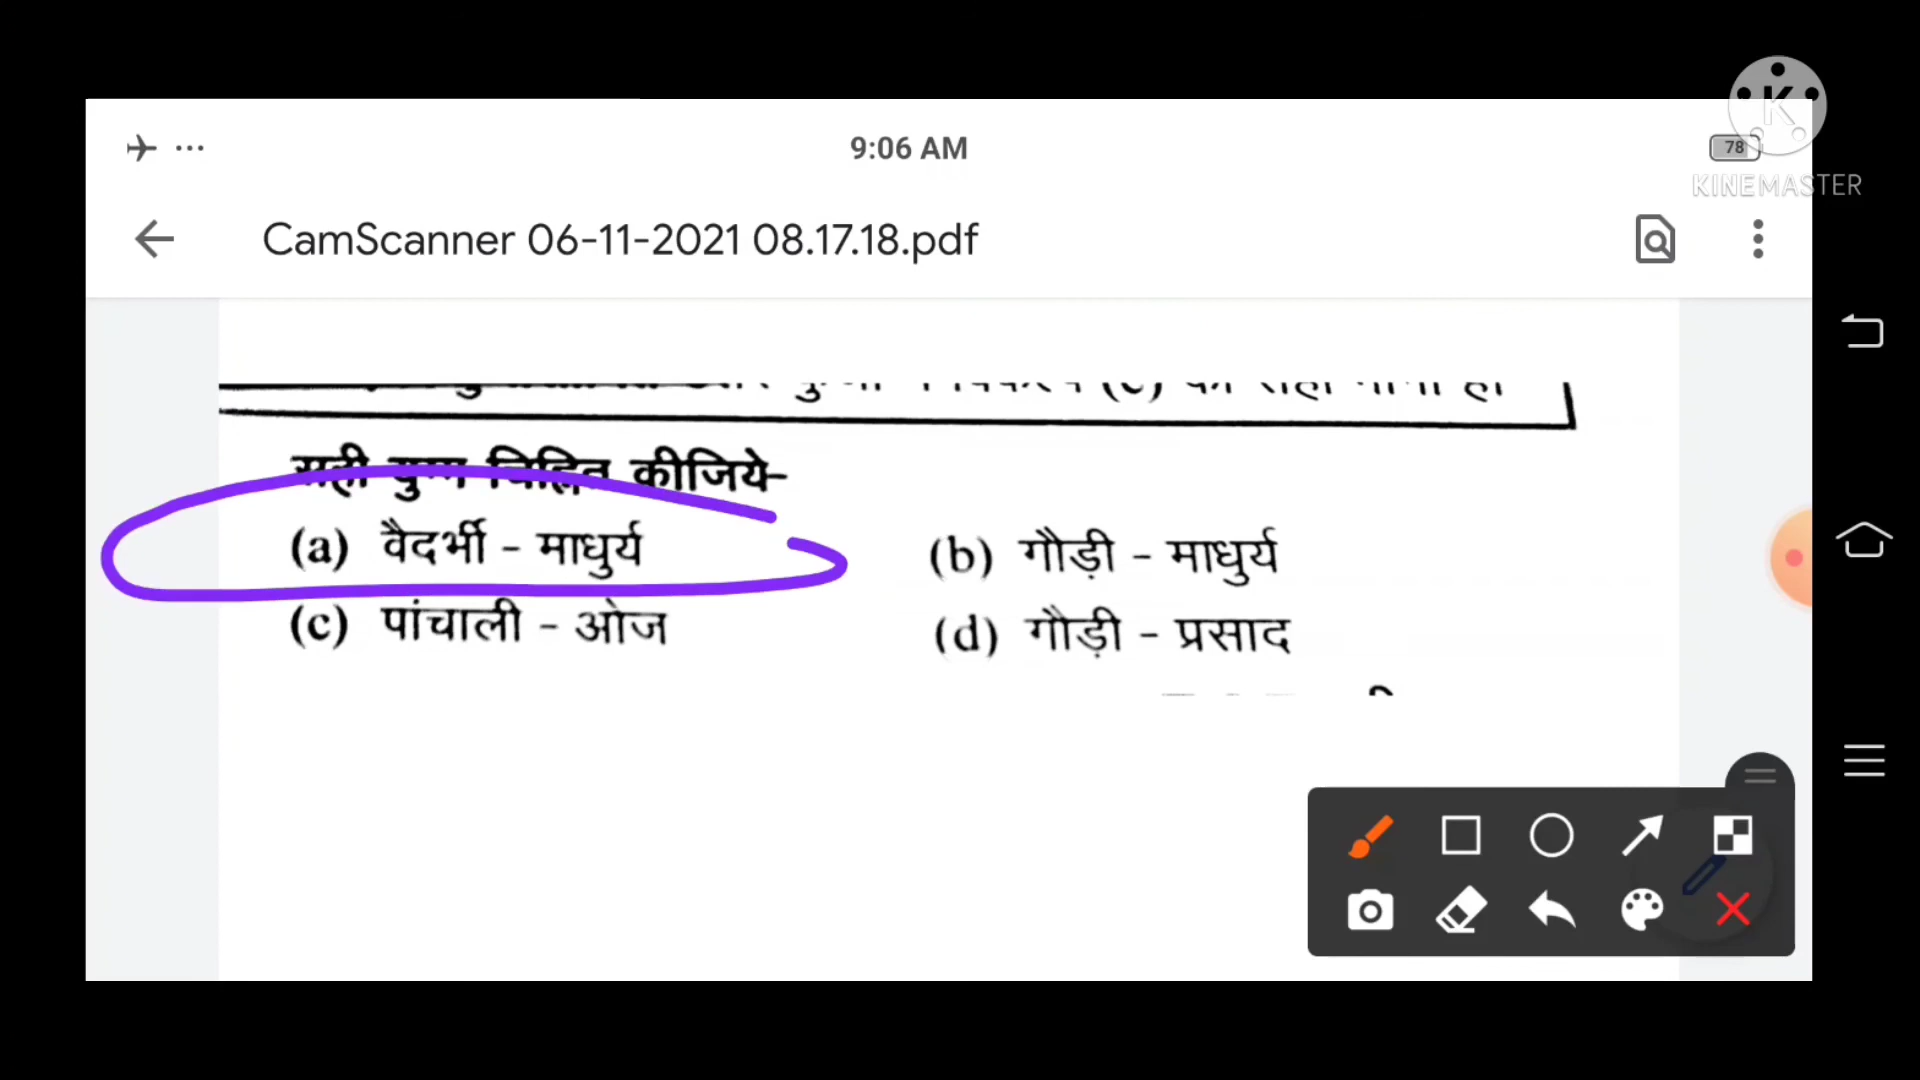 9:06 AM
78
KINEMASTER
CamScanner 06-11-2021 08.17.18.pdf
सही युग्म चिह्नित कीजिये-
(a) वैदर्भी - माधुर्य
(b) गौड़ी - माधुर्य
(c) पांचाली - ओज
(d) गौड़ी - प्रसाद